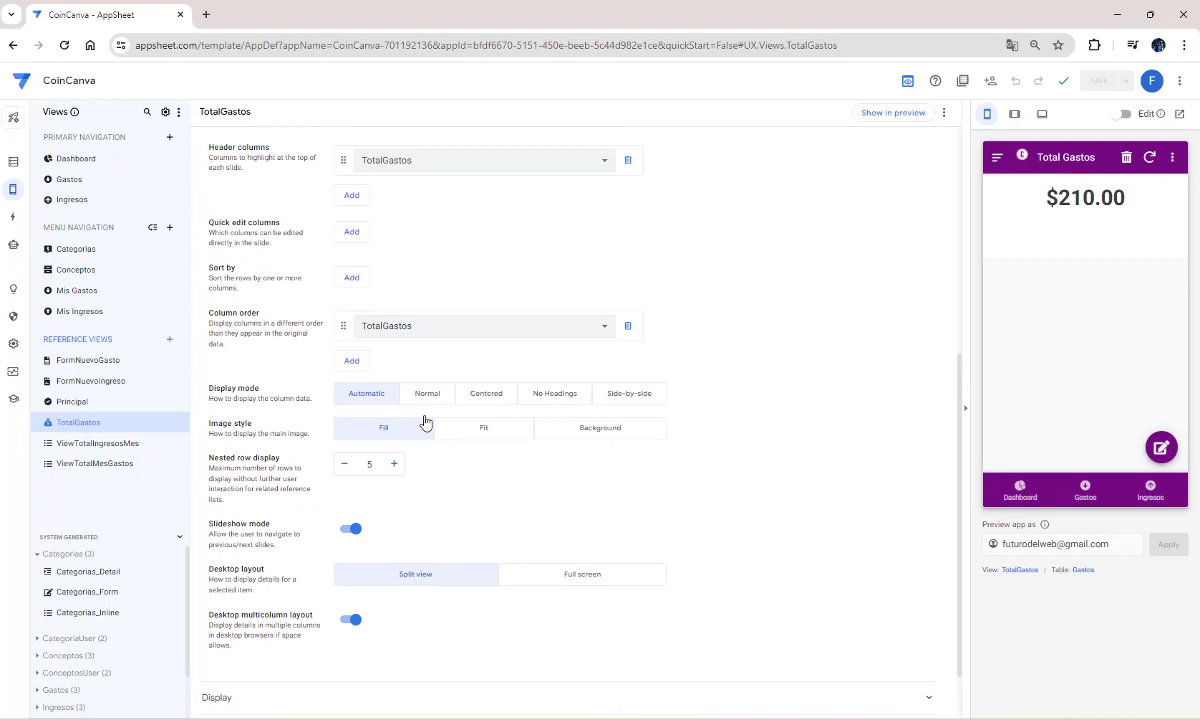 CoinCanva - AppSheet
appsheet.com/template/AppDef?appName=CoinCanva-701192136&appId=bfdf6670-5151-450e-beeb-5c44d982e1ce&quickStart=False#UX.Views.TotalGastos
CoinCanva
SAVE
F
Views
PRIMARY NAVIGATION
Dashboard
Gastos
Ingresos
MENU NAVIGATION
Categorias
Conceptos
Mis Gastos
Mis Ingresos
REFERENCE VIEWS
FormNuevoGasto
FormNuevoIngreso
Principal
TotalGastos
ViewTotalIngresosMes
ViewTotalMesGastos
SYSTEM GENERATED
Categorias (3)
Categorias_Detail
Categorias_Form
Categorias_Inline
CategoriaUser (2)
Conceptos (3)
ConceptosUser (2)
Gastos (3)
Ingresos (3)
TotalGastos
Show in preview
Header columns
Columns to highlight at the top of
each slide.
TotalGastos
Add
Quick edit columns
Which columns can be edited
directly in the slide.
Add
Sort by
Sort the rows by one or more
columns.
Add
Column order
Display columns in a different order
than they appear in the original
data.
TotalGastos
Add
Display mode
How to display the column data.
Automatic
Normal
Centered
No Headings
Side-by-side
Image style
How to display the main image.
Fill
Fit
Background
Nested row display
Maximum number of rows to
display without further user
interaction for related reference
lists.
5
Slideshow mode
Allow the user to navigate to
previous/next slides.
Desktop layout
How to display details for a
selected item.
Split view
Full screen
Desktop multicolumn layout
Display details in multiple columns
in desktop browsers if space
allows.
Display
Edit
Total Gastos
$210.00
Dashboard
Gastos
Ingresos
Preview app as
futurodelweb@gmail.com
Apply
View: TotalGastos | Table: Gastos